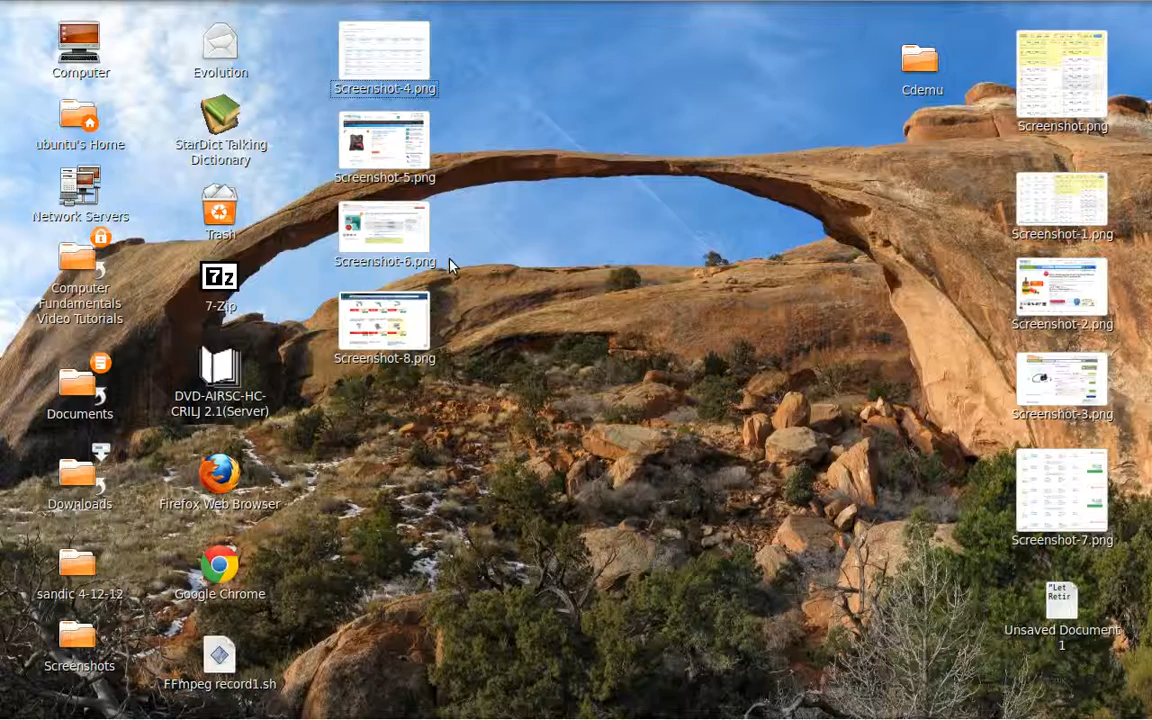 Computer
ubuntu's Home
Network Servers
Computer
Fundamentals
Video Tutorials
Documents
Downloads
sandic 4-12-12
Screenshots
Evolution
StarDict Talking
Dictionary
Trash
7z
7-Zip
DVD-AIRSC-HC-
CRILJ 2.1(Server)
Firefox Web Browser
Google Chrome
FFmpeg record1.sh
Screenshot-4.png
Screenshot-5.png
Screenshot-6.png
Screenshot-8.png
Cdemu
Screenshot.png
Screenshot-1.png
Screenshot-2.png
Screenshot-3.png
Screenshot-7.png
"Let
Retir
Unsaved Document
1